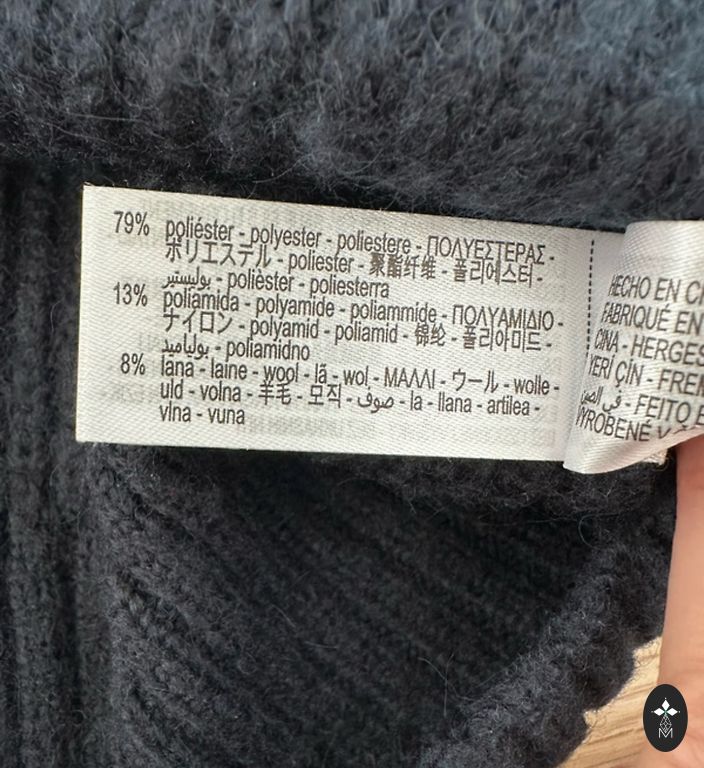 79% poliéster - polyester - poliestere - ΠΟΛΥΕΣΤΕΡΑΣ -
ポリエステル - poliester - 聚酯纤维 - 폴리에스터 -
بوليستير - polièster - poliesterra
13% poliamida - polyamide - poliammide - ΠΟΛΥΑΜΙΔΙΟ -
ナイロン - polyamid - poliamid - 锦纶 - 폴리아미드 -
بولياميد - poliamidno
8% lana - laine - wool - lã - wol - ΜΑΛΛΙ - ウール - wolle -
uld - volna - 羊毛 - 모직 - صوف - la - llana - artilea -
vlna - vuna
HECHO EN
FABRIQUÉ EN
CINA - HERGES
YERİ ÇİN - FREM
في الصين - FEITO
VYROBENÉ V
M